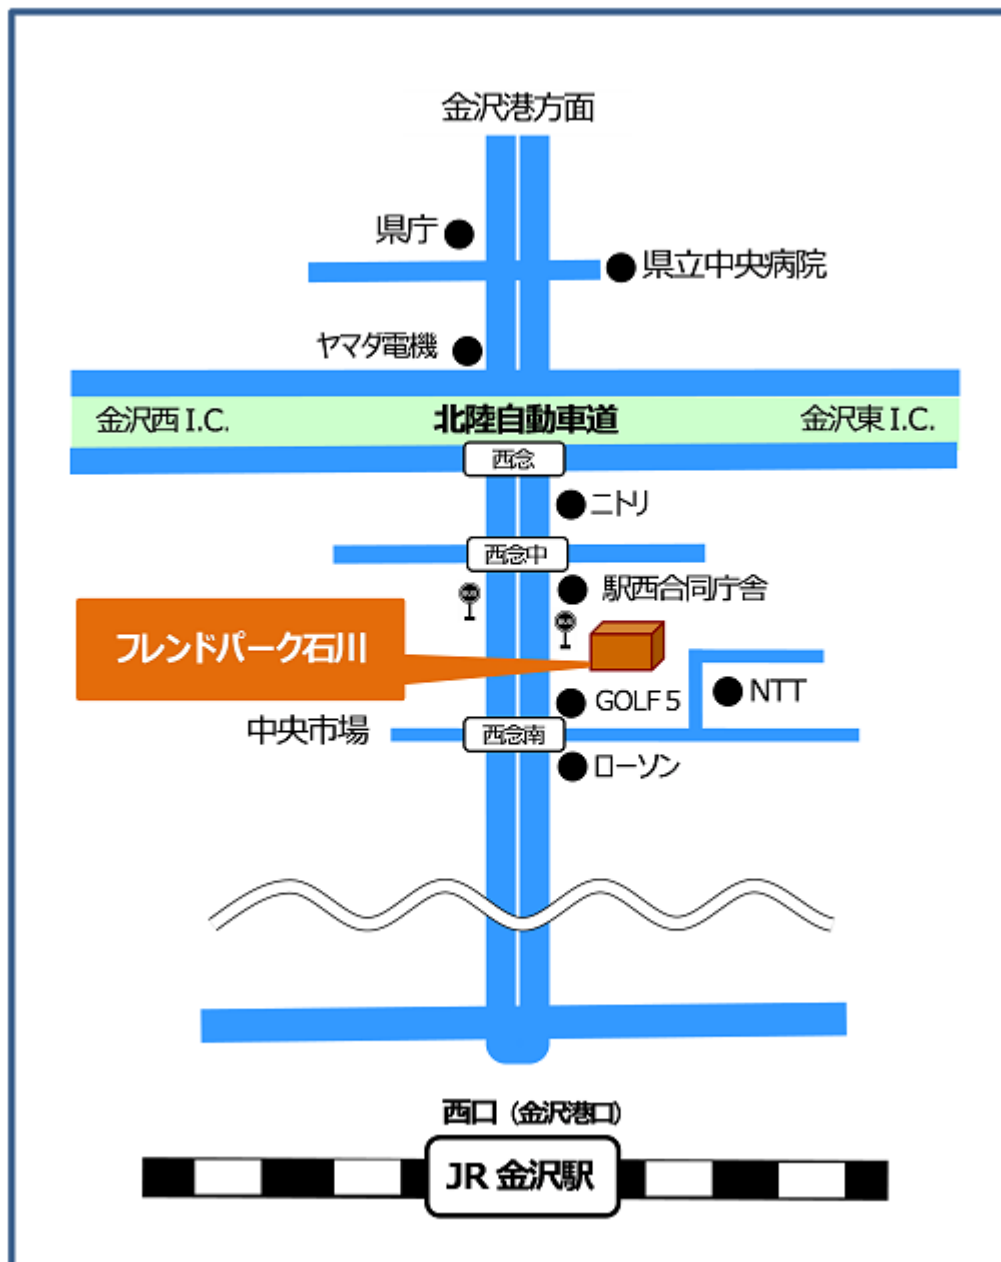 金沢港方面
県庁
県立中央病院
ヤマダ電機
金沢西 I.C.
北陸自動車道
金沢東 I.C.
西念
ニトリ
西念中
駅西合同庁舎
BUS
BUS
フレンドパーク石川
GOLF 5
NTT
中央市場
西念南
ローソン
西口（金沢港口）
JR 金沢駅